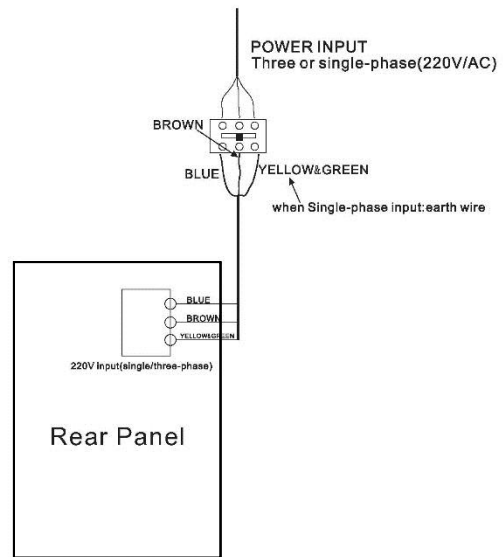 POWER INPUT
Three or single-phase(220V/AC)
BROWN
BLUE
YELLOW&GREEN
when Single-phase input:earth wire
BLUE
BROWN
YELLOW&GREEN
220V input(single/three-phase)
Rear Panel